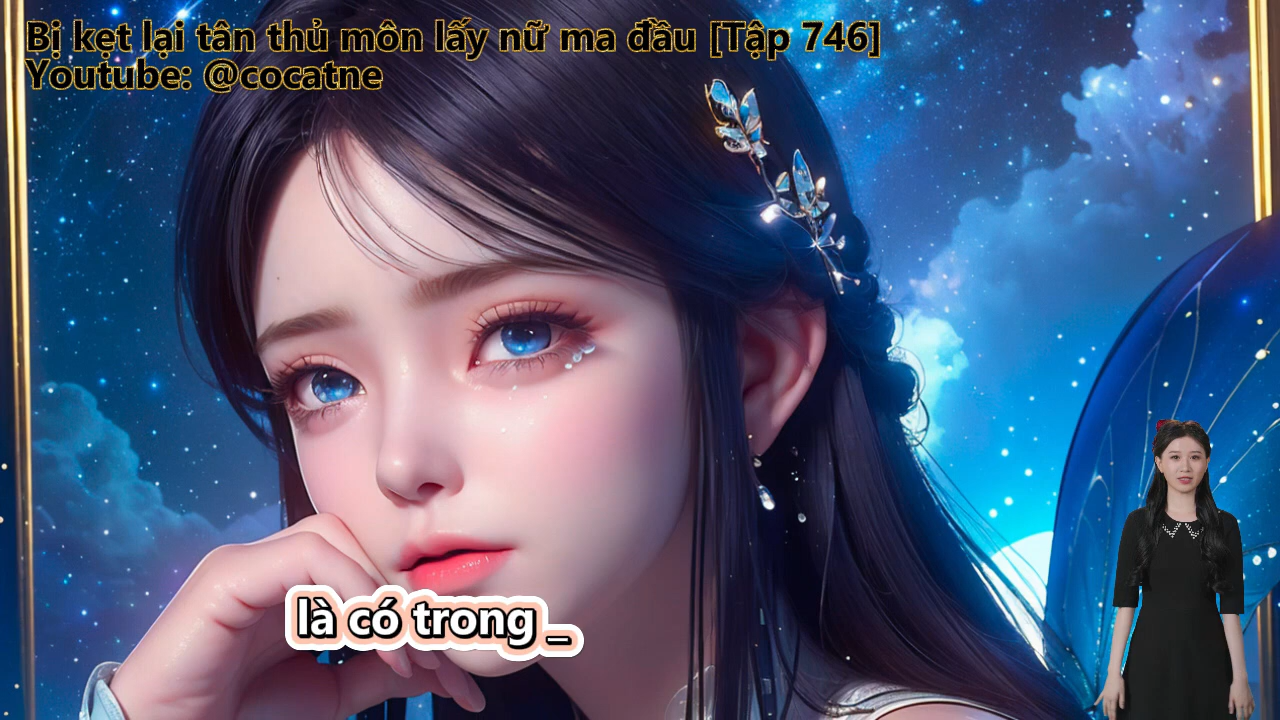 Bị kẹt lại tân thủ môn lấy nữ ma đầu [Tập 746]
Youtube: @cocatne
là có trong _